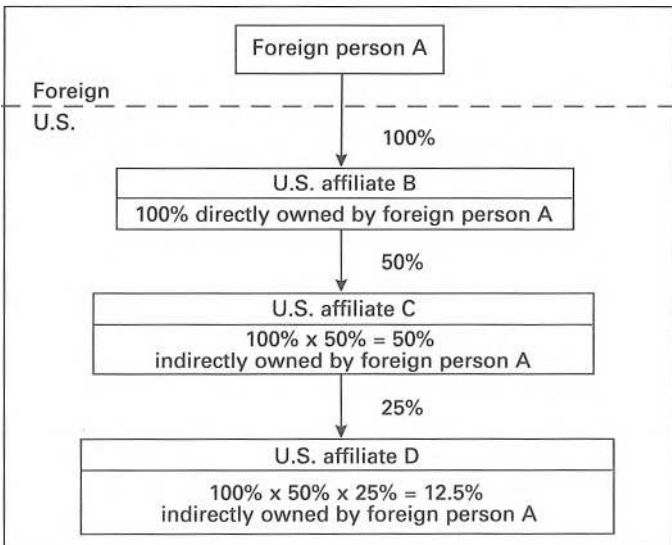 Foreign person A
Foreign
U.S.
100%
U.S. affiliate B
100% directly owned by foreign person A
50%
U.S. affiliate C
100% x 50% = 50%
indirectly owned by foreign person A
25%
U.S. affiliate D
100% x 50% x 25% = 12.5%
indirectly owned by foreign person A